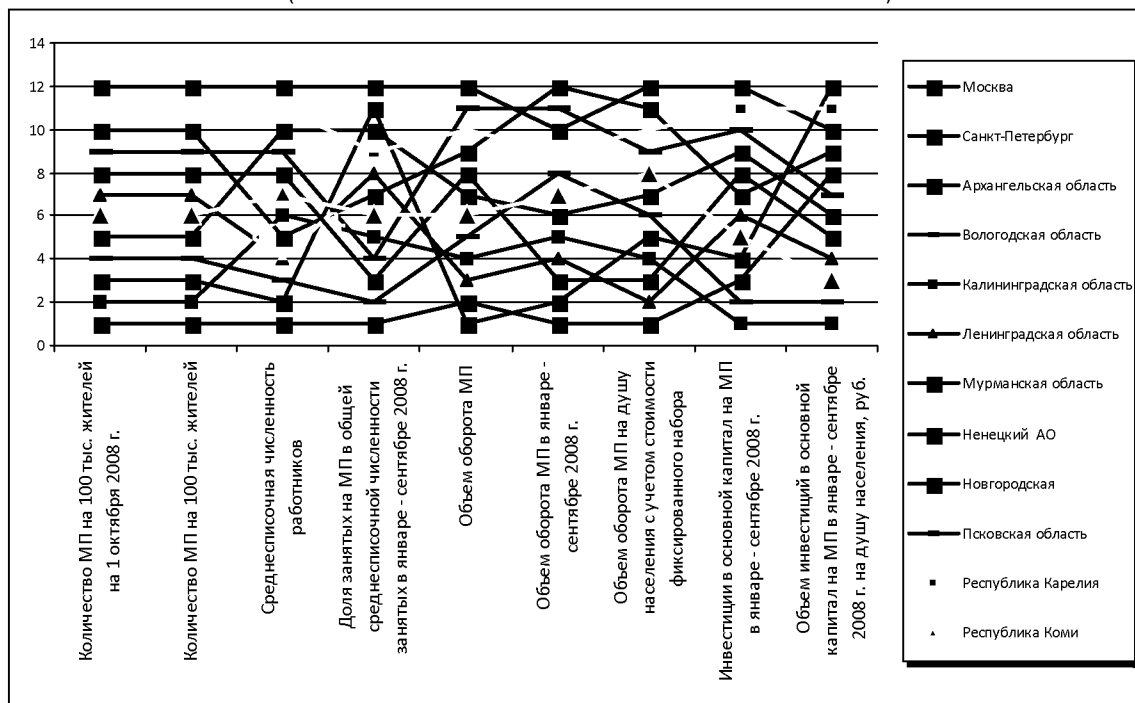 14
12
10
8
6
4
2
0
Количество МП на 100 тыс. жителей
на 1 октября 2008 г.
Количество МП на 100 тыс. жителей
Среднесписочная численность
работников
Доля занятых на МП в общей
среднесписочной численности
занятых в январе - сентябре 2008 г.
Объем оборота МП
Объем оборота МП в январе -
сентябре 2008 г.
Объем оборота МП на душу
населения с учетом стоимости
фиксированного набора
Инвестиции в основной капитал на МП
в январе - сентябре 2008 г.
Объем инвестиций в основной
капитал на МП в январе - сентябре
2008 г. на душу населения, руб.
Москва
Санкт-Петербург
Архангельская область
Вологодская область
Калининградская область
Ленинградская область
Мурманская область
Ненецкий АО
Новгородская
Псковская область
Республика Карелия
Республика Коми